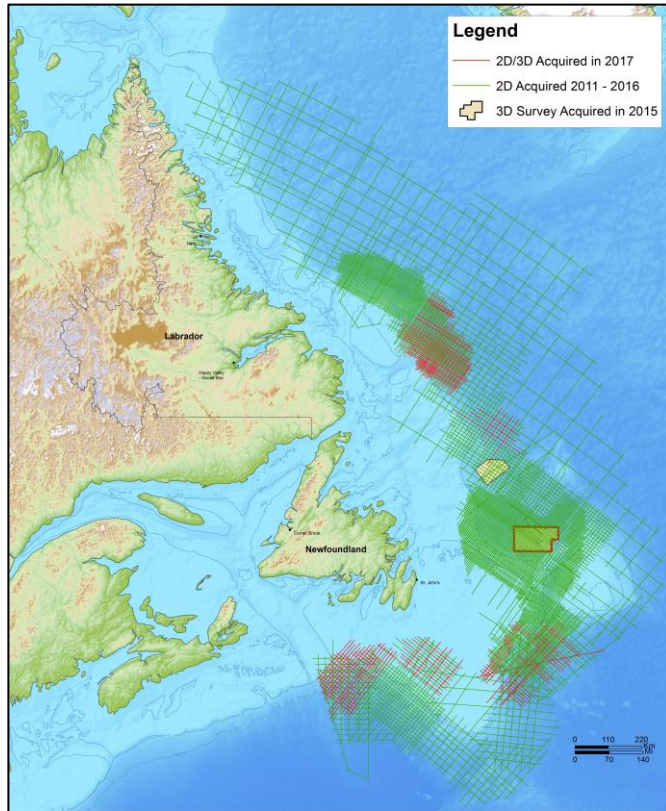 Legend
2D/3D Acquired in 2017
2D Acquired 2011 - 2016
3D Survey Acquired in 2015
Nain
Labrador
Happy Valley
- Goose Bay
Corner Brook
Newfoundland
St. John's
0 110 220
Km
Mi
0 70 140